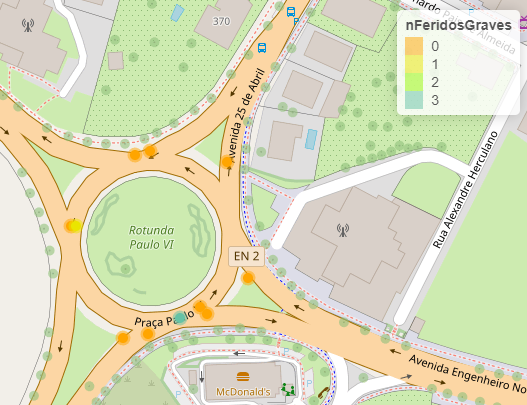 370
nFeridosGraves
0
1
2
3
Almeida
Avenida 25 de Abril
Rua Alexandre Herculano
Rotunda
Paulo VI
EN 2
Praça Paulo
Avenida Engenheiro No
McDonald's
P
P
P